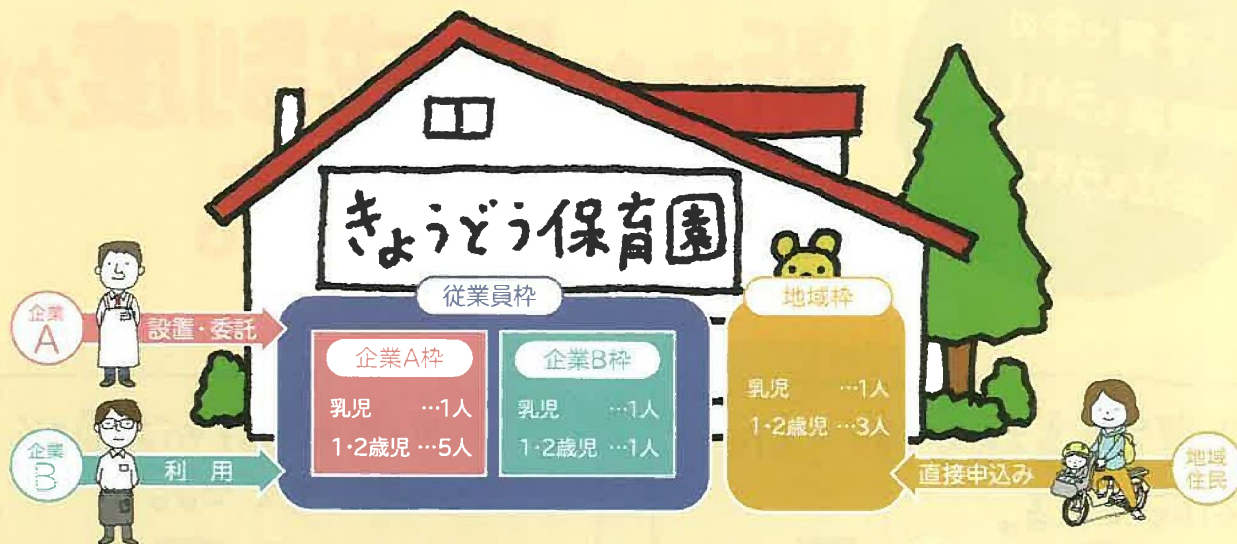 きょうどう保育園
従業員枠
地域枠
企業
A
設置・委託
企業A枠
乳児 …1人
1・2歳児 …5人
企業B枠
乳児 …1人
1・2歳児 …1人
乳児 …1人
1・2歳児 …3人
企業
B
利用
直接申込み
地域
住民